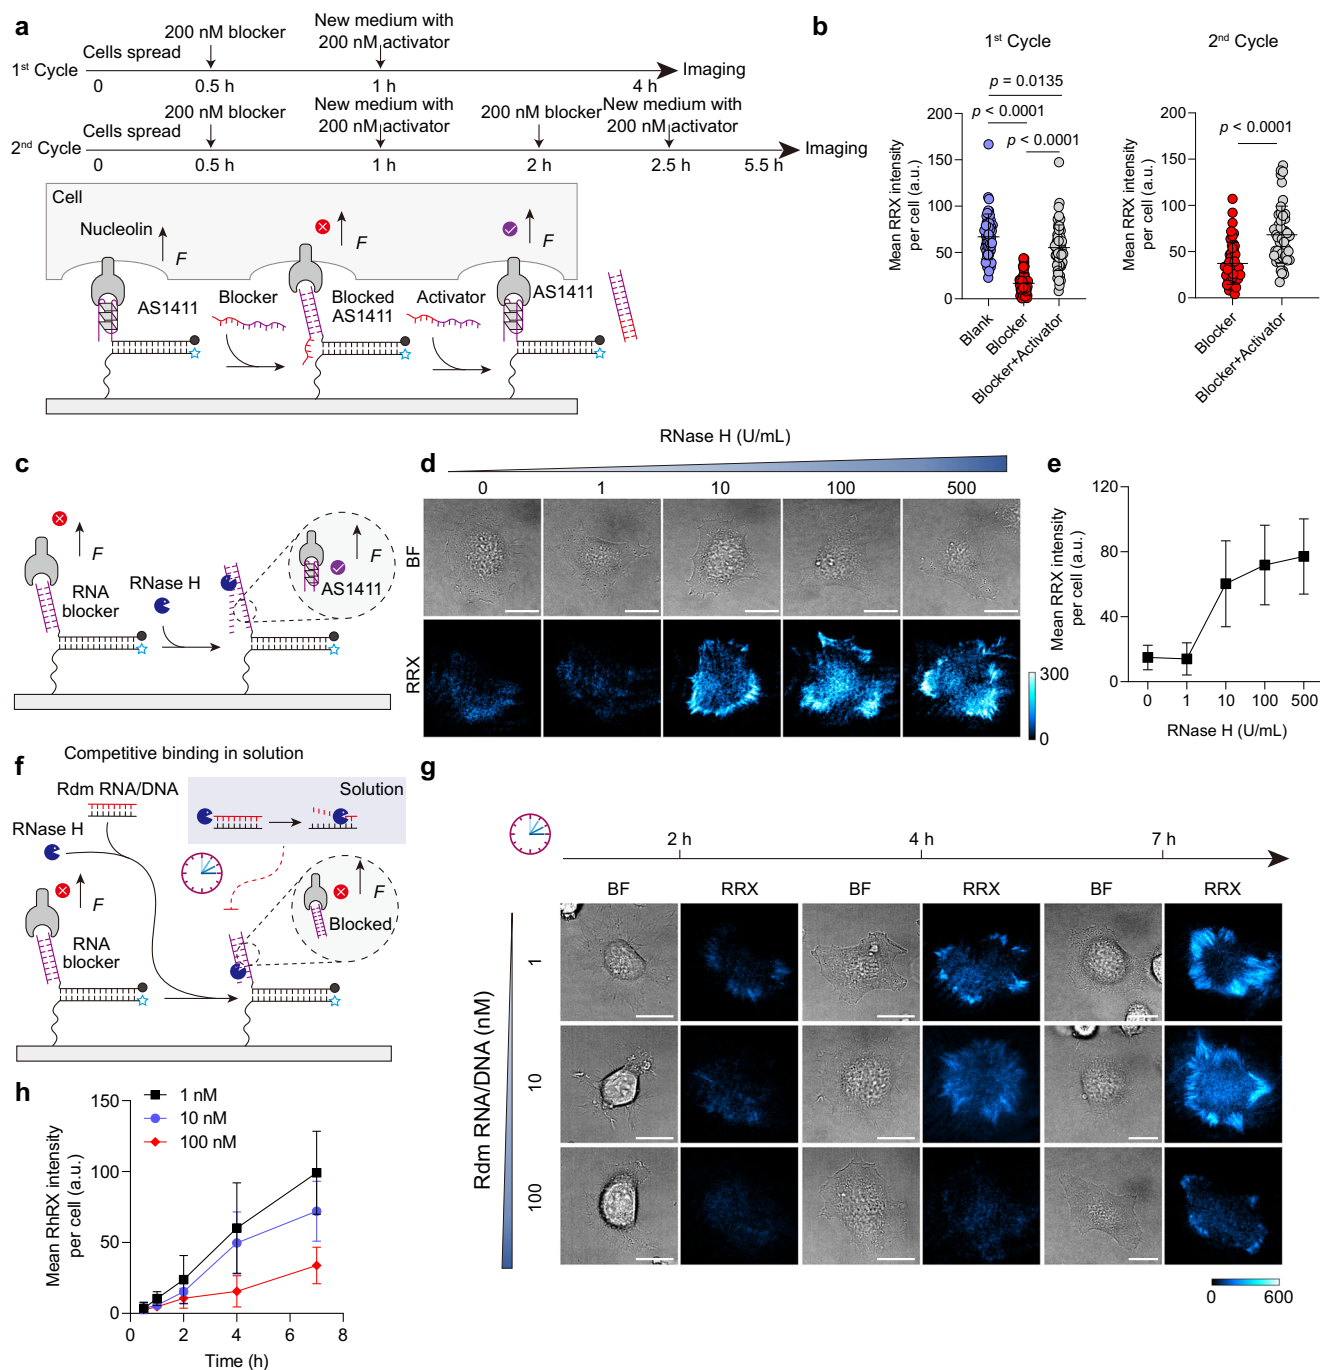 a
200 nM blocker
New medium with
200 nM activator
Cells spread
1st Cycle
Imaging
0
0.5 h
1 h
4 h
200 nM blocker
New medium with
200 nM activator
200 nM blocker
New medium with
200 nM activator
Cells spread
2nd Cycle
Imaging
0
0.5 h
1 h
2 h
2.5 h
5.5 h
Cell
Nucleolin
F
F
F
AS1411
Blocker
Blocked
AS1411
Activator
AS1411
b
1st Cycle
p = 0.0135
p < 0.0001
p < 0.0001
Mean RRX intensity
per cell (a.u.)
200
150
100
50
0
Blank
Blocker
Blocker+Activator
2nd Cycle
p < 0.0001
Mean RRX intensity
per cell (a.u.)
200
150
100
50
0
Blocker
Blocker+Activator
c
F
RNA
blocker
RNase H
F
AS1411
d
RNase H (U/mL)
0 1 10 100 500
BF
RRX
300
0
e
Mean RRX intensity
per cell (a.u.)
120
80
40
0
0 1 10 100 500
RNase H (U/mL)
f
Competitive binding in solution
Rdm RNA/DNA
Solution
RNase H
F
RNA
blocker
F
Blocked
g
2 h 4 h 7 h
BF RRX BF RRX BF RRX
Rdm RNA/DNA (nM)
1
10
100
0 600
h
1 nM
10 nM
100 nM
Mean RhRX intensity
per cell (a.u.)
150
100
50
0
0 2 4 6 8
Time (h)